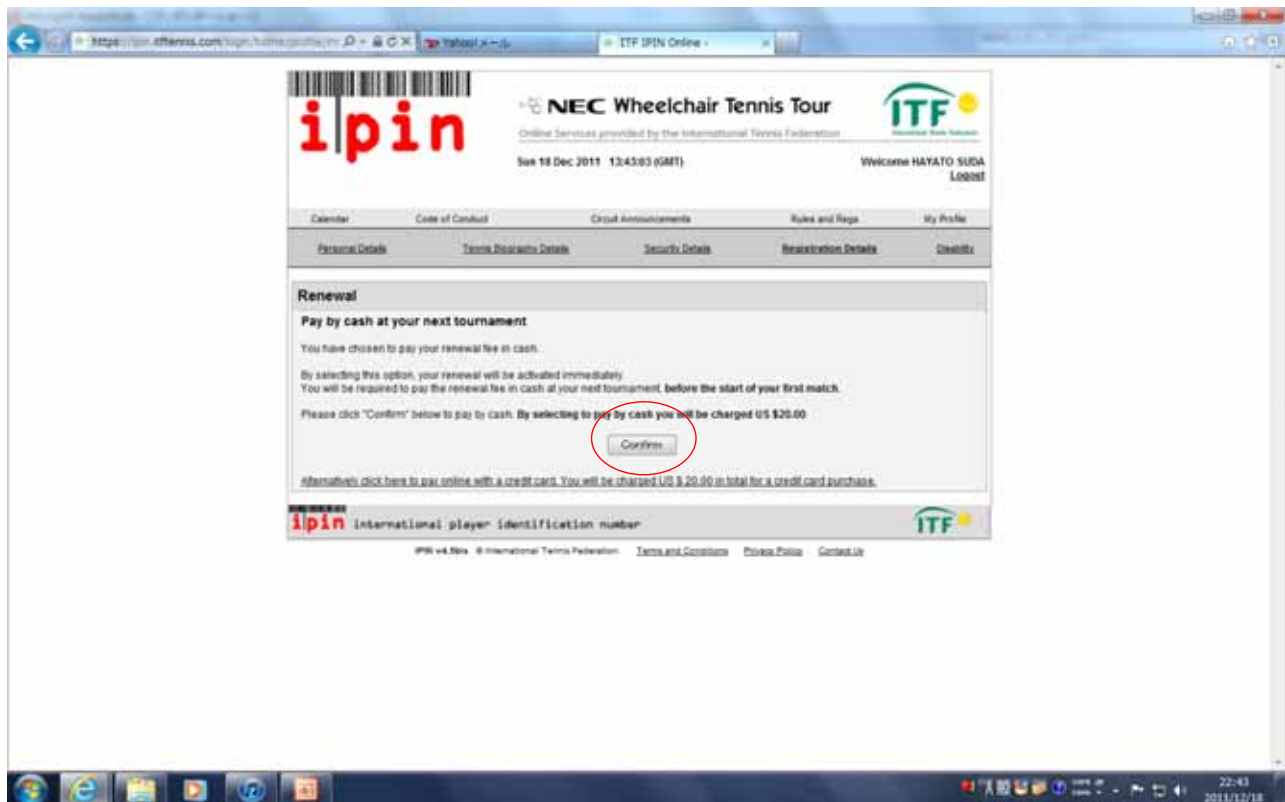 Yahoo!メール
ITF IPIN Online -
ipin
NEC Wheelchair Tennis Tour
ITF
Online Services provided by the International Tennis Federation
Sun 18 Dec 2011 13:43:03 (GMT)
Welcome HAYATO SUDA
Logout
Calendar Code of Conduct Circuit Announcements Rules and Regs My Profile
Personal Details Tennis Biography Details Security Details Registration Details Disability
Renewal
Pay by cash at your next tournament
You have chosen to pay your renewal fee in cash.
By selecting this option, your renewal will be activated immediately.
You will be required to pay the renewal fee in cash at your next tournament, before the start of your first match.
Please click "Confirm" below to pay by cash. By selecting to pay by cash you will be charged US $20.00
Confirm
Alternatively click here to pay online with a credit card. You will be charged US $ 20.00 in total for a credit card purchase.
ipin international player identification number
ITF
© International Tennis Federation Terms and Conditions Privacy Policy Contact Us
22:43
2011/12/18